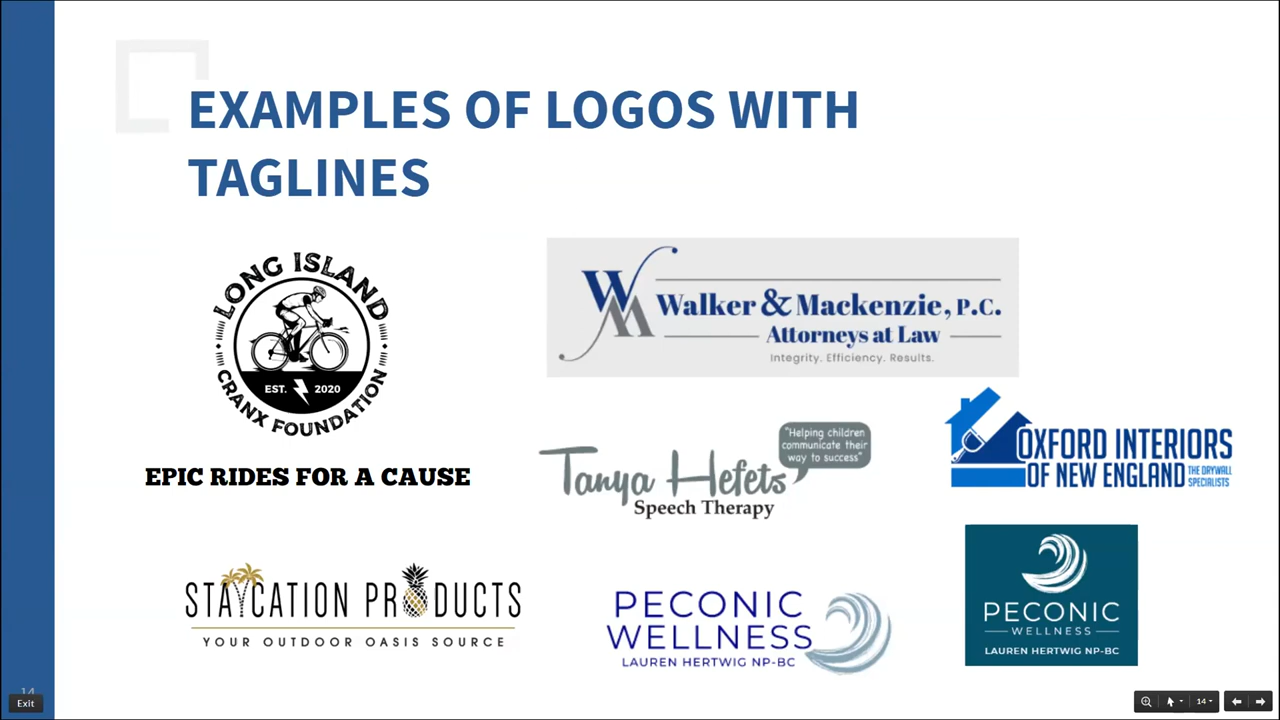 EXAMPLES OF LOGOS WITH
TAGLINES
LONG ISLAND
EST. 2020
CRANX FOUNDATION
EPIC RIDES FOR A CAUSE
WM
Walker & Mackenzie, P.C.
Attorneys at Law
Integrity. Efficiency. Results.
"Helping children
communicate their
way to success"
Tanya Hefets
Speech Therapy
OXFORD INTERIORS
OF NEW ENGLAND THE DRYWALL
SPECIALISTS
STAYCATION PRODUCTS
YOUR OUTDOOR OASIS SOURCE
PECONIC
WELLNESS
LAUREN HERTWIG NP-BC
PECONIC
WELLNESS
LAUREN HERTWIG NP-BC
14
Exit
14